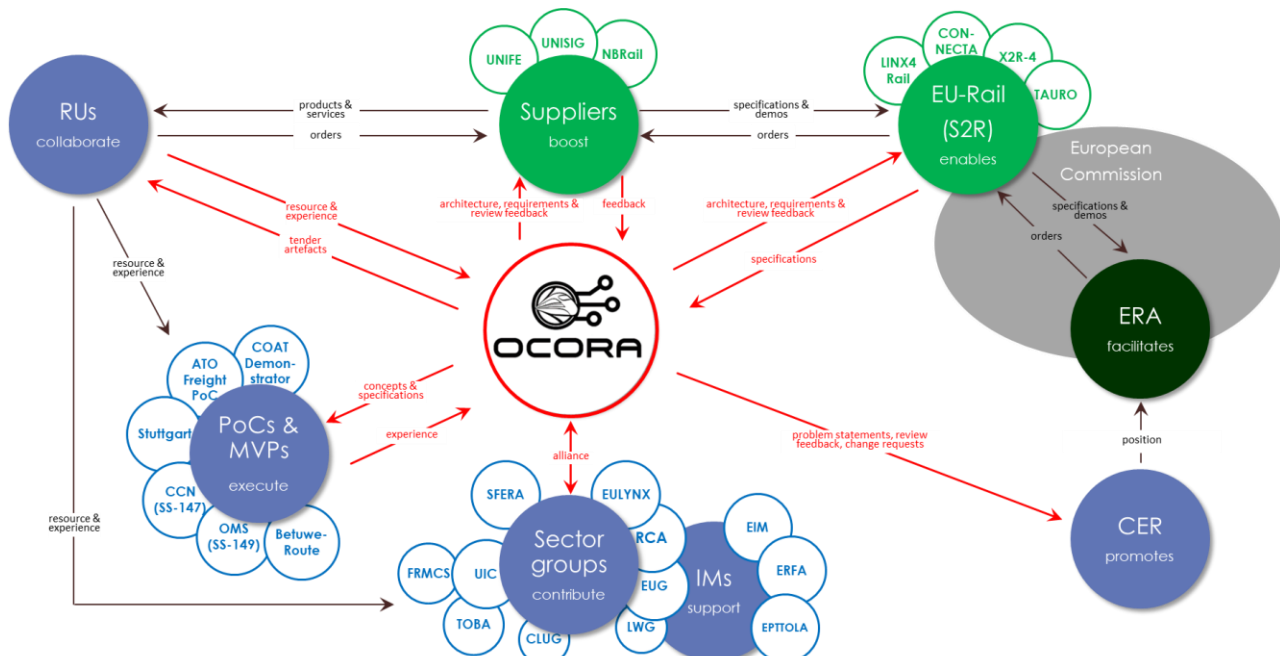 CON-
NECTA
UNISIG
NBRail
UNIFE
X2R-4
LINX4
Rail
TAURO
RUs
collaborate
products &
services
orders
Suppliers
boost
specifications &
demos
orders
EU-Rail
(S2R)
enables
European
Commission
specifications &
demos
orders
resource &
experience
tender
artefacts
architecture, requirements &
review feedback
feedback
architecture, requirements &
review feedback
specifications
resource &
experience
OCORA
ERA
facilitates
ATO
Freight
PoC
COAT
Demon-
strator
concepts &
specifications
Stuttgart
PoCs &
MVPs
execute
experience
problem statements, review
feedback, change requests
position
alliance
CCN
(SS-147)
OMS
(SS-149)
Betuwe-
Route
resource &
experience
SFERA
EULYNX
RCA
EIM
CER
promotes
Sector
groups
contribute
FRMCS
UIC
EUG
IMs
support
ERFA
TOBA
CLUG
LWG
EPTTOLA